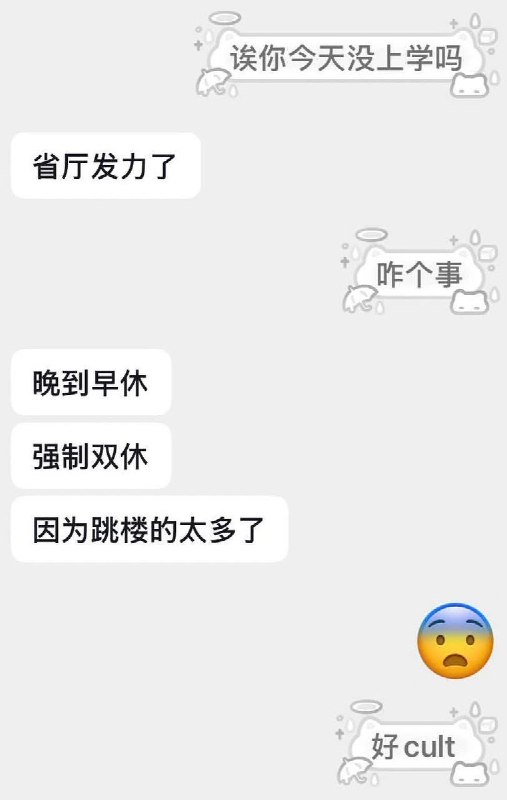 诶你今天没上学吗
省厅发力了
咋个事
晚到早休
强制双休
因为跳楼的太多了
😨
好cult